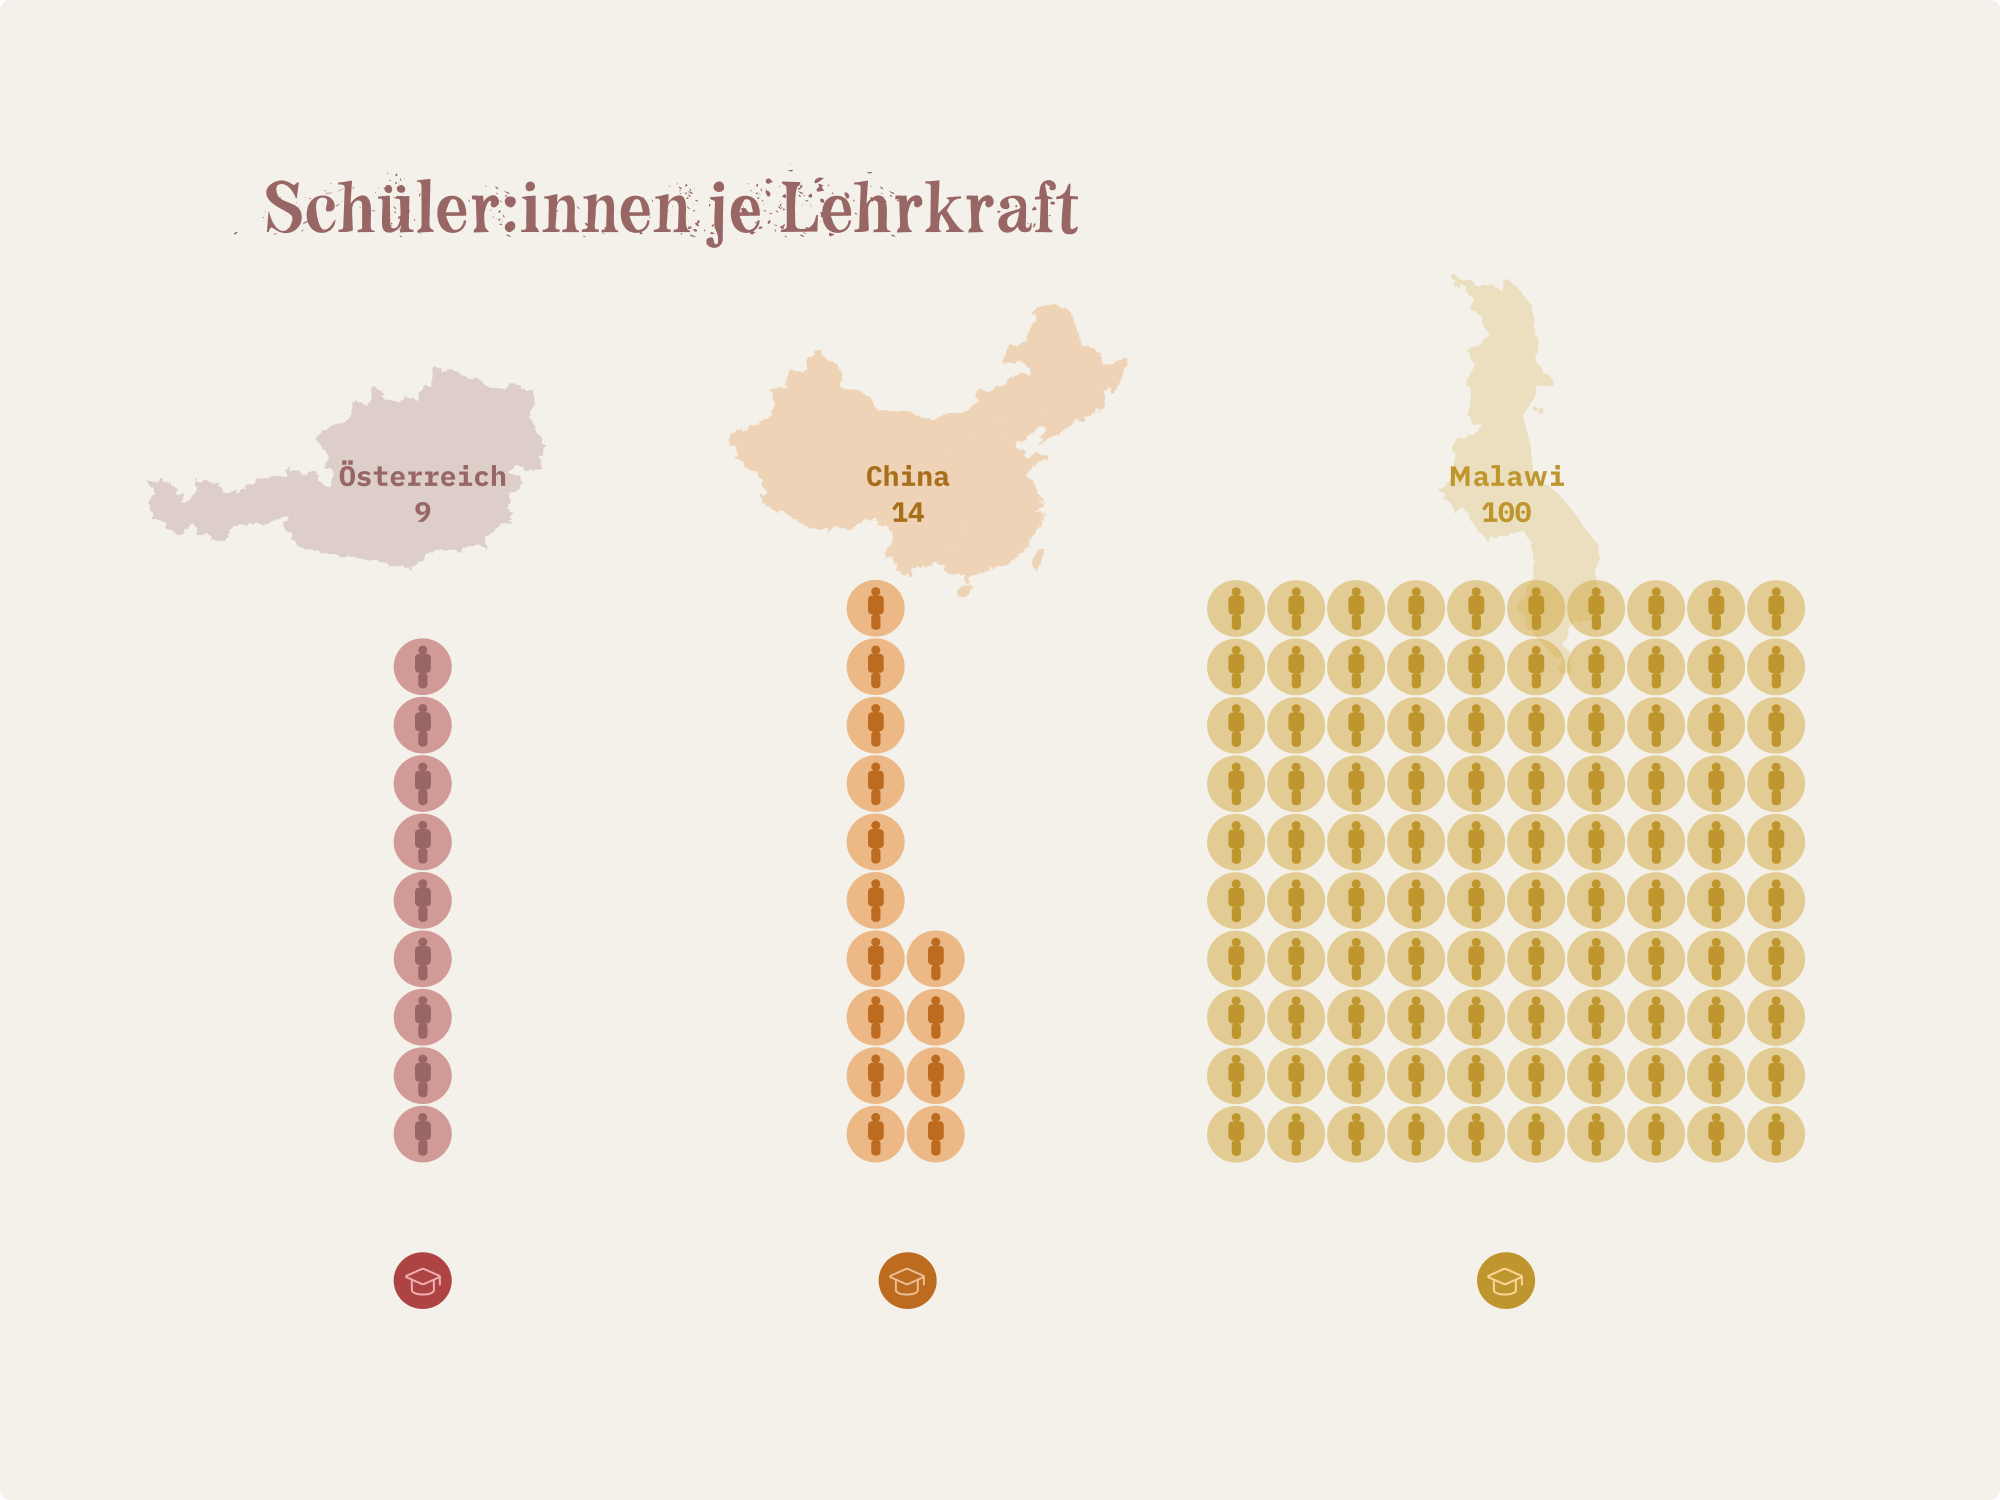 Schüler:innen je Lehrkraft
Österreich
9
China
14
Malawi
100